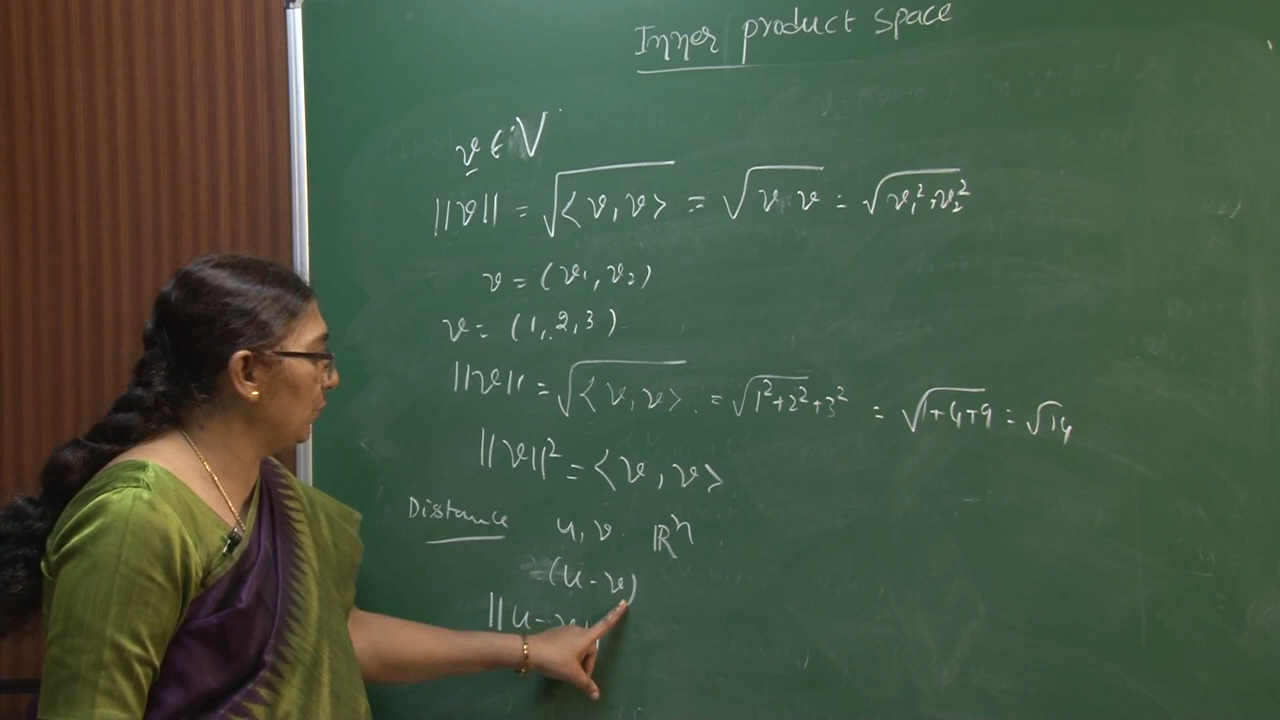 Inner product space
v ∈ V
||v|| = √<v, v> = √v·v = √v₁²+v₂²
v = (v₁, v₂)
v = (1, 2, 3)
||v|| = √<v, v> = √1²+2²+3² = √1+4+9 = √14
||v||² = <v, v>
Distance u, v ℝⁿ
(u - v)
||u - v